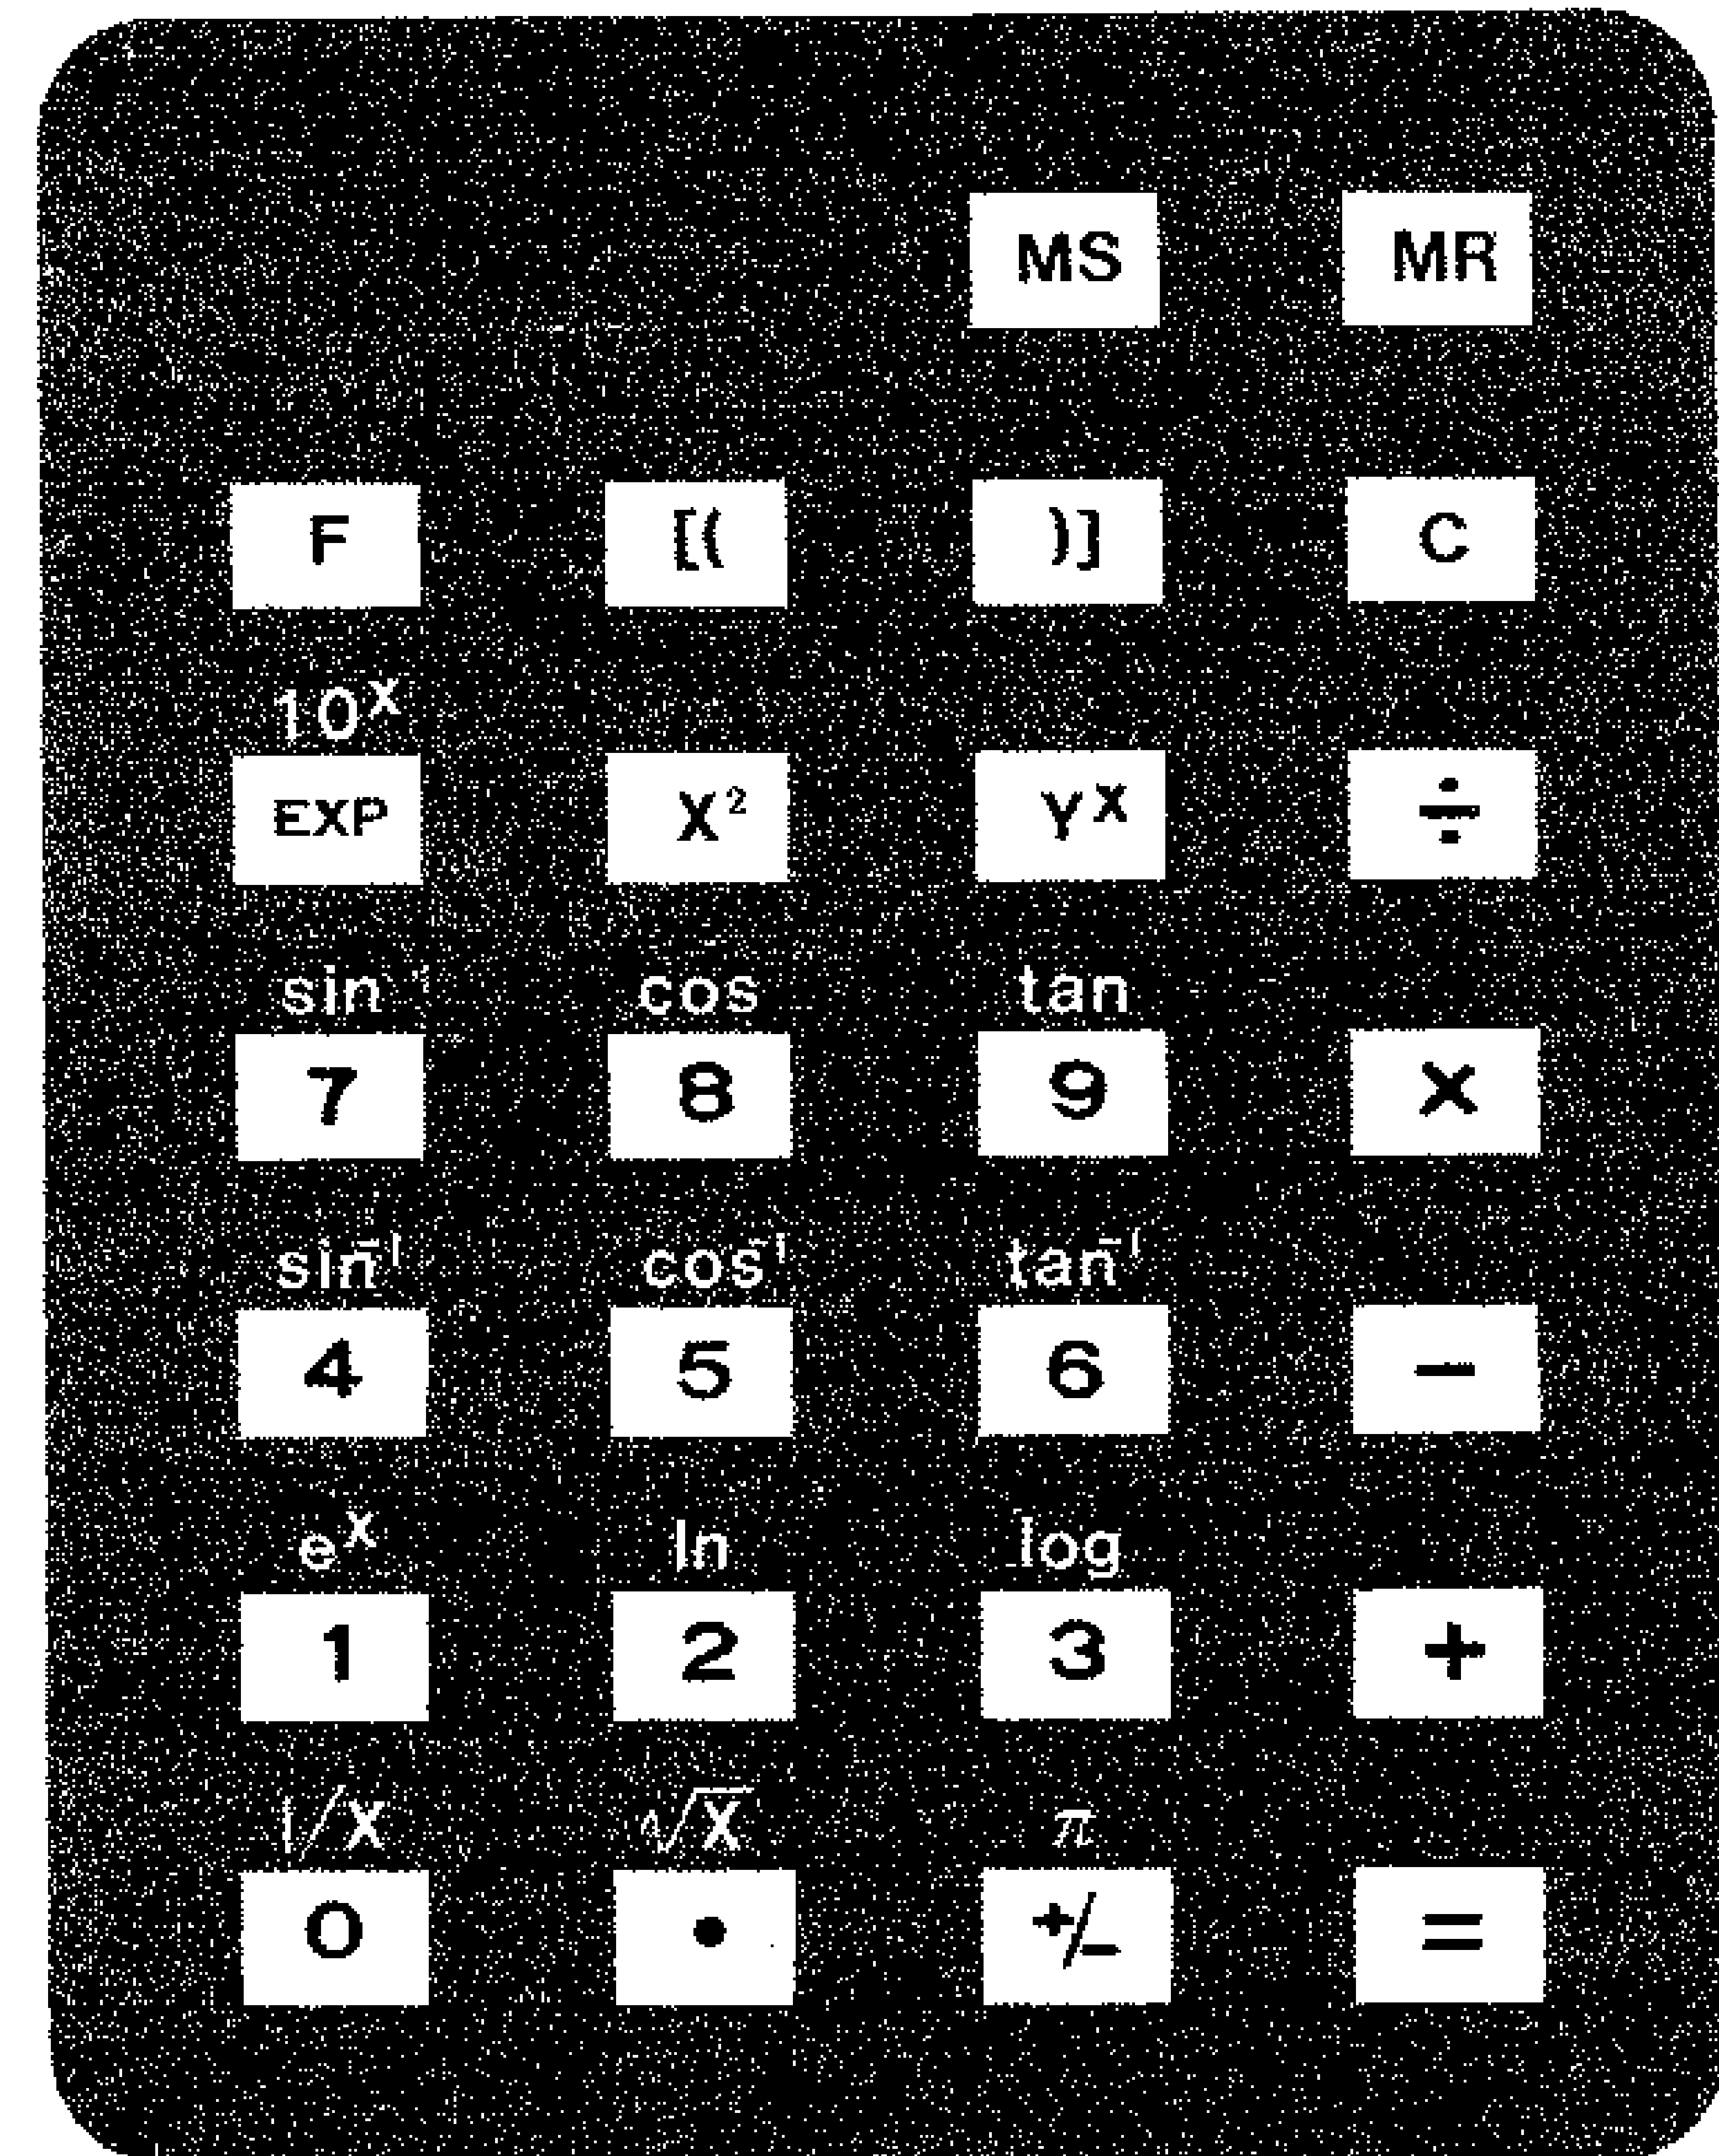 MS MR
F [( )] C
10ˣ
EXP X² Yˣ ÷
sin cos tan
7 8 9 ×
sin⁻¹ cos⁻¹ tan⁻¹
4 5 6 −
eˣ ln log
1 2 3 +
1/X √X π
0 • +/− =